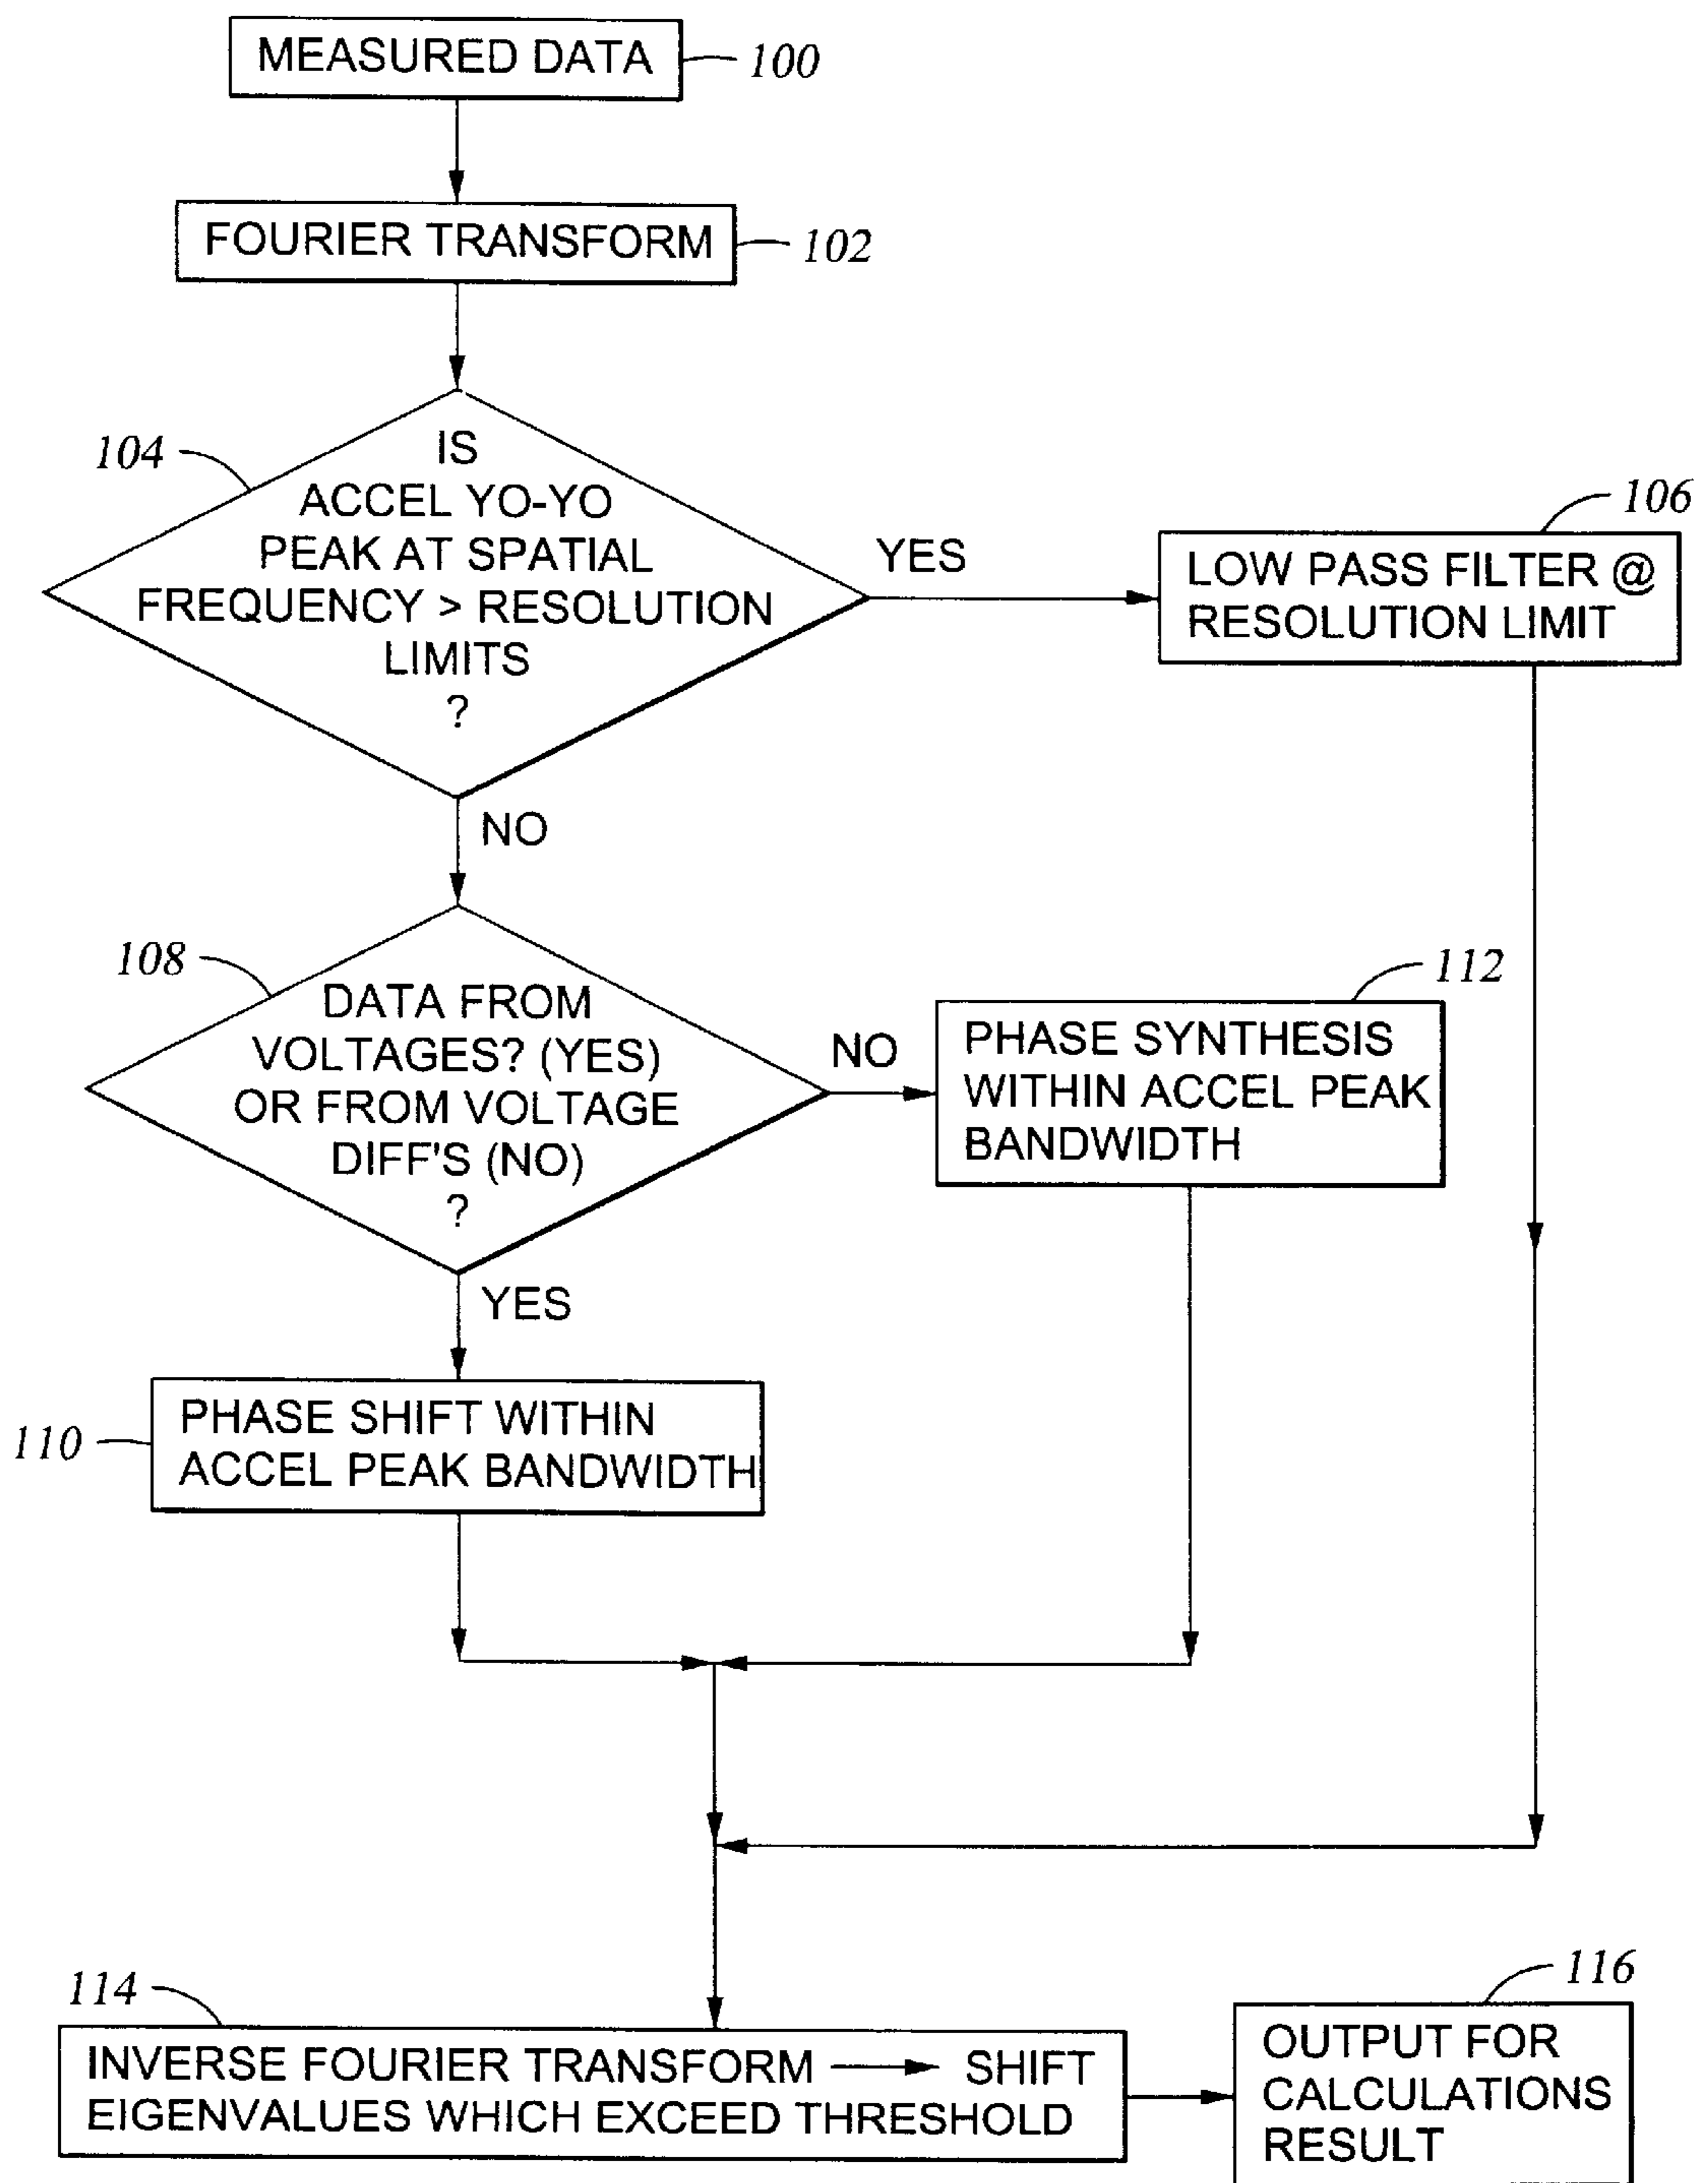 MEASURED DATA
100
FOURIER TRANSFORM
102
104
IS
ACCEL YO-YO
PEAK AT SPATIAL
FREQUENCY > RESOLUTION
LIMITS
?
YES
106
LOW PASS FILTER @
RESOLUTION LIMIT
NO
108
DATA FROM
VOLTAGES? (YES)
OR FROM VOLTAGE
DIFF'S (NO)
?
NO
112
PHASE SYNTHESIS
WITHIN ACCEL PEAK
BANDWIDTH
YES
110
PHASE SHIFT WITHIN
ACCEL PEAK BANDWIDTH
114
INVERSE FOURIER TRANSFORM → SHIFT
EIGENVALUES WHICH EXCEED THRESHOLD
116
OUTPUT FOR
CALCULATIONS
RESULT